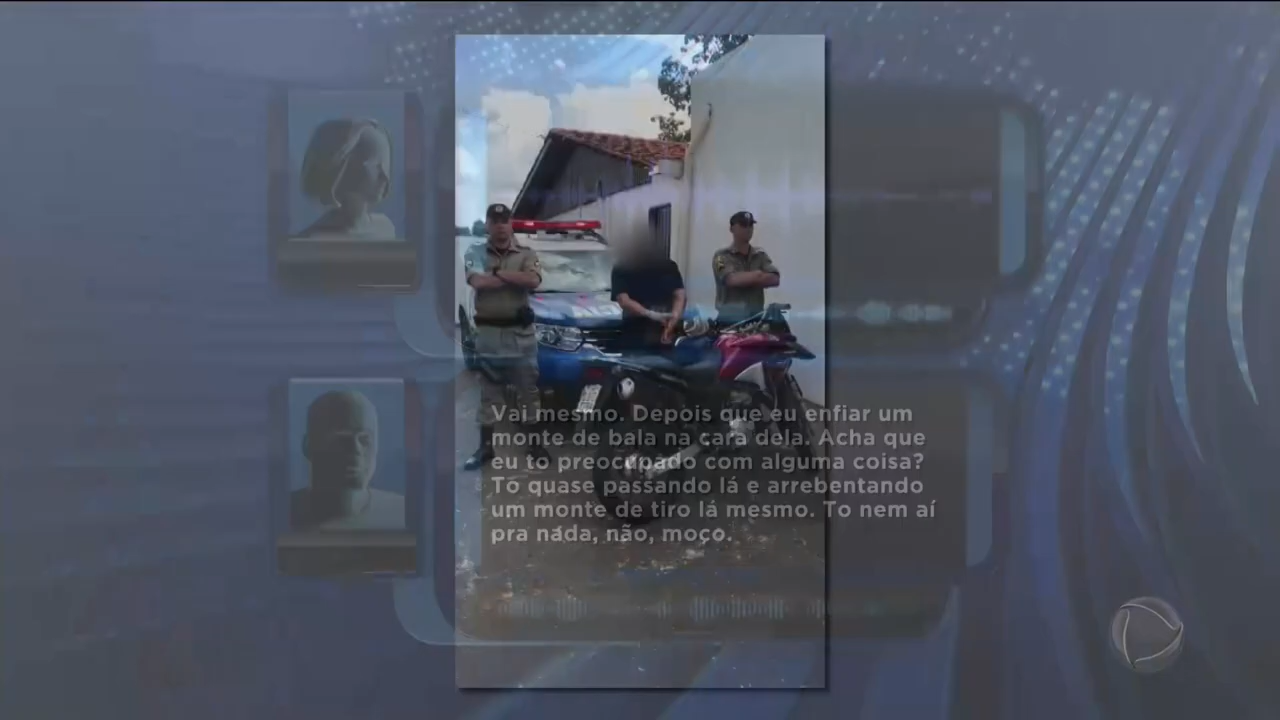 Vai mesmo. Depois que eu enfiar um
monte de bala na cara dela. Acha que
eu to preocupado com alguma coisa?
Tô quase passando lá e arrebentando
um monte de tiro lá mesmo. To nem aí
pra nada, não, moço.